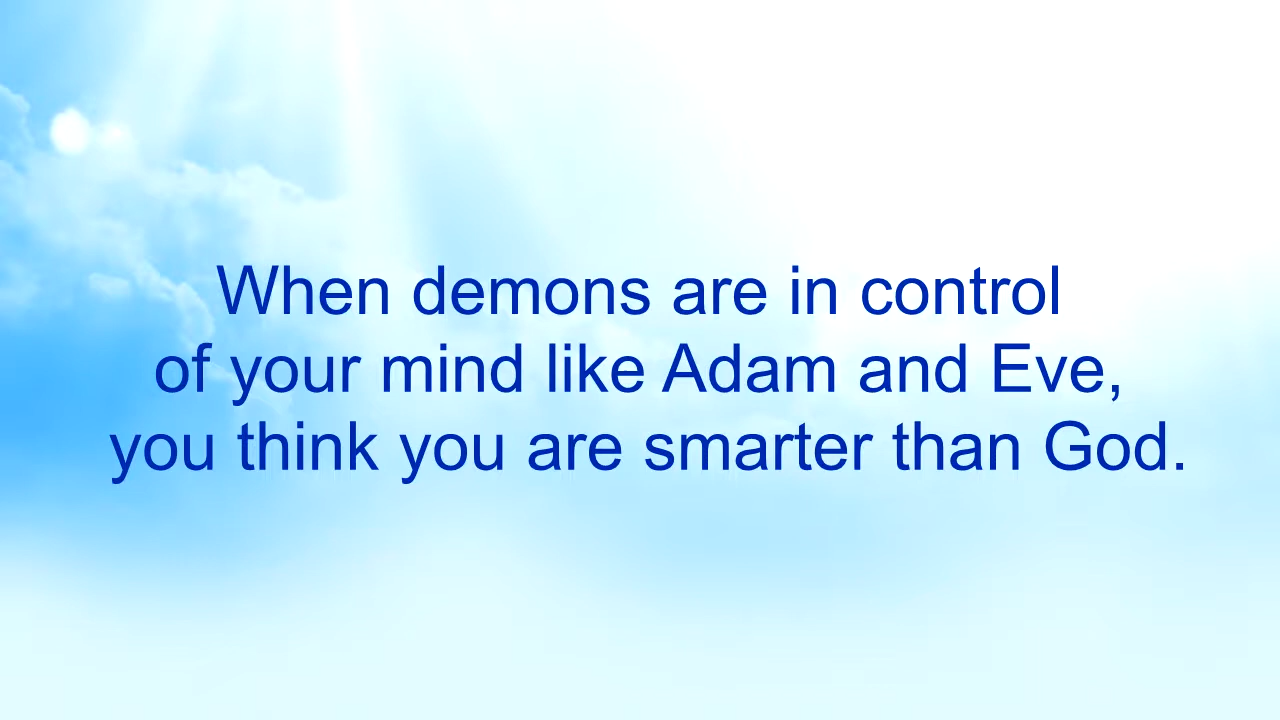 When demons are in control
of your mind like Adam and Eve,
you think you are smarter than God.